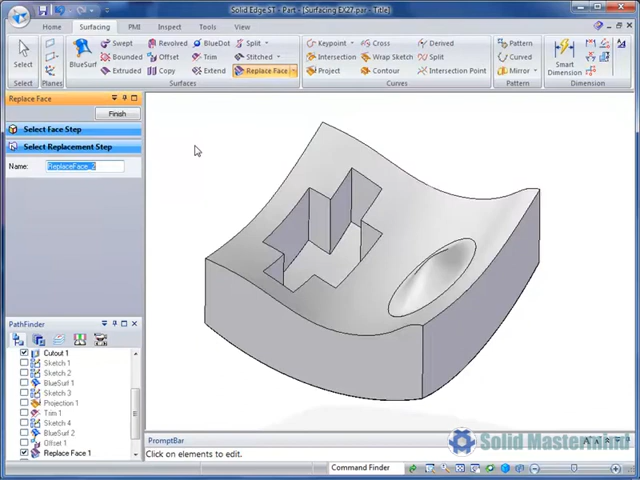 Solid Edge ST - Part - [Surfacing EX27.par - Title]
Home Surfacing PMI Inspect Tools View
Select
Planes
BlueSurf
Swept Revolved BlueDot Split
Bounded Offset Trim Stitched
Extruded Copy Extend Replace Face
Keypoint Cross Derived
Intersection Wrap Sketch Split
Project Contour Intersection Point
Pattern
Curved
Mirror
Smart
Dimension
Select Planes Surfaces Curves Pattern Dimension
Replace Face
Finish
Select Face Step
Select Replacement Step
Name: ReplaceFace_2
PathFinder
Cutout 1
Sketch 1
Sketch 2
BlueSurf 1
Sketch 3
Projection 1
Trim 1
Sketch 4
BlueSurf 2
Offset 1
Replace Face 1
PromptBar
Click on elements to edit.
Solid Mastermind
Command Finder